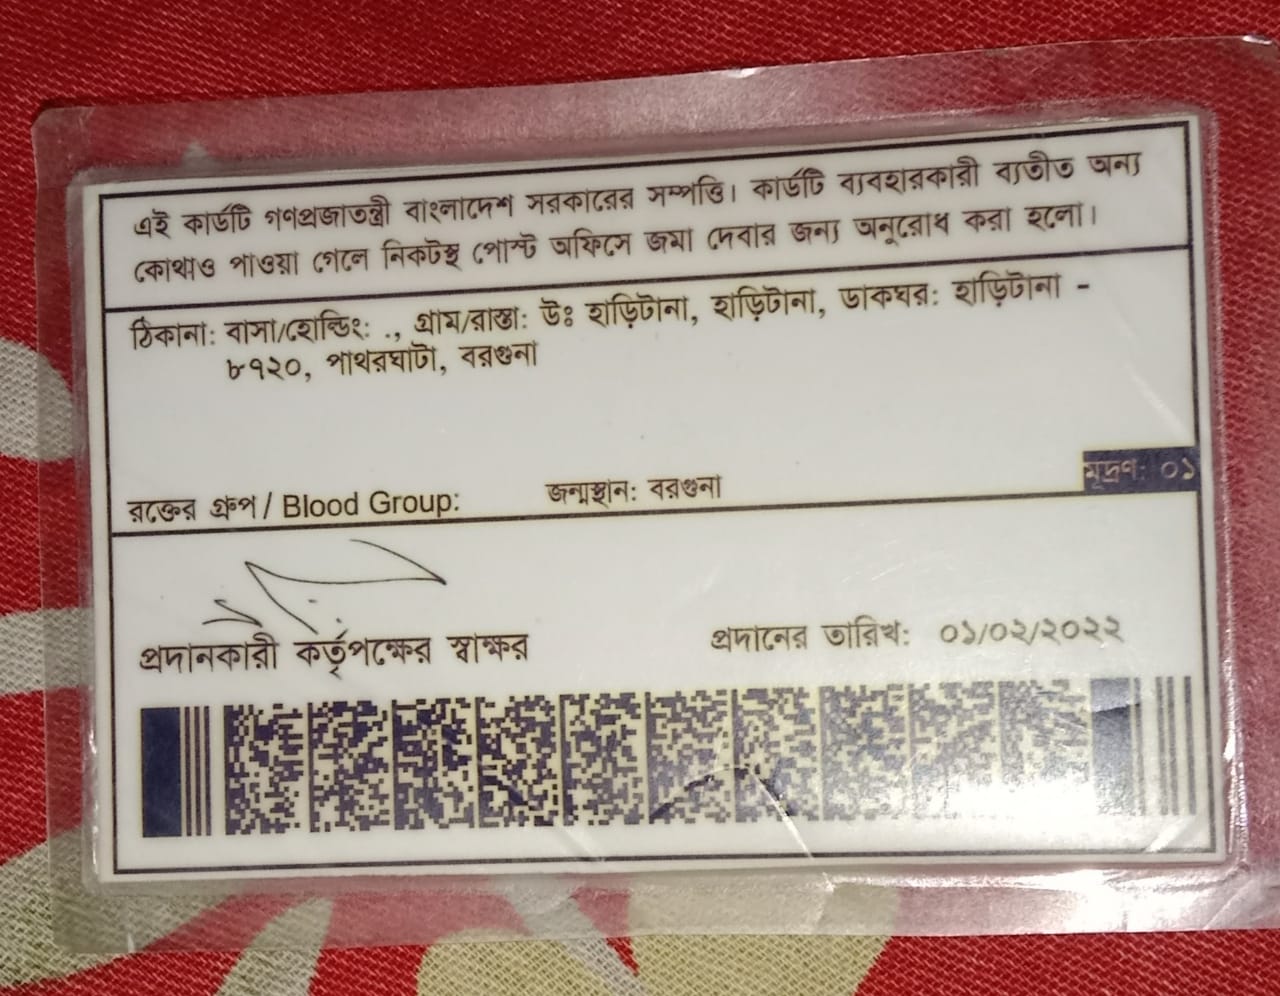 এই কার্ডটি গণপ্রজাতন্ত্রী বাংলাদেশ সরকারের সম্পত্তি। কার্ডটি ব্যবহারকারী ব্যতীত অন্য
কোথাও পাওয়া গেলে নিকটস্থ পোস্ট অফিসে জমা দেবার জন্য অনুরোধ করা হলো।
ঠিকানা: বাসা/হোল্ডিং: ., গ্রাম/রাস্তা: উঃ হাড়িটানা, হাড়িটানা, ডাকঘর: হাড়িটানা -
৮৭২০, পাথরঘাটা, বরগুনা
রক্তের গ্রুপ / Blood Group: জন্মস্থান: বরগুনা মূদ্রণ: ০১
প্রদানকারী কর্তৃপক্ষের স্বাক্ষর প্রদানের তারিখ: ০১/০২/২০২২